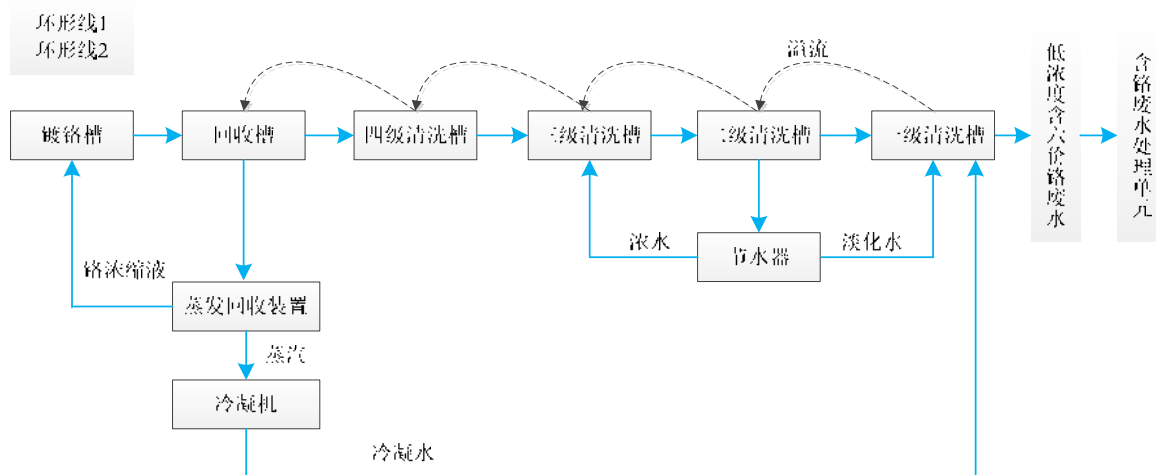 环形线1
环形线2
溢流
镀铬槽
回收槽
四级清洗槽
三级清洗槽
二级清洗槽
一级清洗槽
低浓度含六价铬废水
含铬废水处理单元
浓水
节水器
淡化水
铬浓缩液
蒸发回收装置
蒸汽
冷凝机
冷凝水